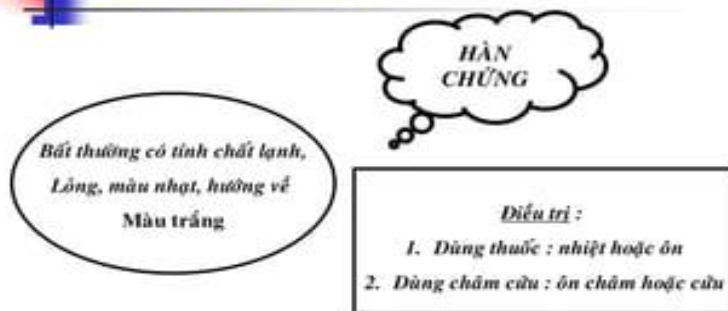 HÀN
CHỨNG
Bất thường có tính chất lạnh,
Lỏng, màu nhạt, hướng về
Màu trắng
Điều trị :
1. Dùng thuốc : nhiệt hoặc ôn
2. Dùng châm cứu : ôn châm hoặc cứu